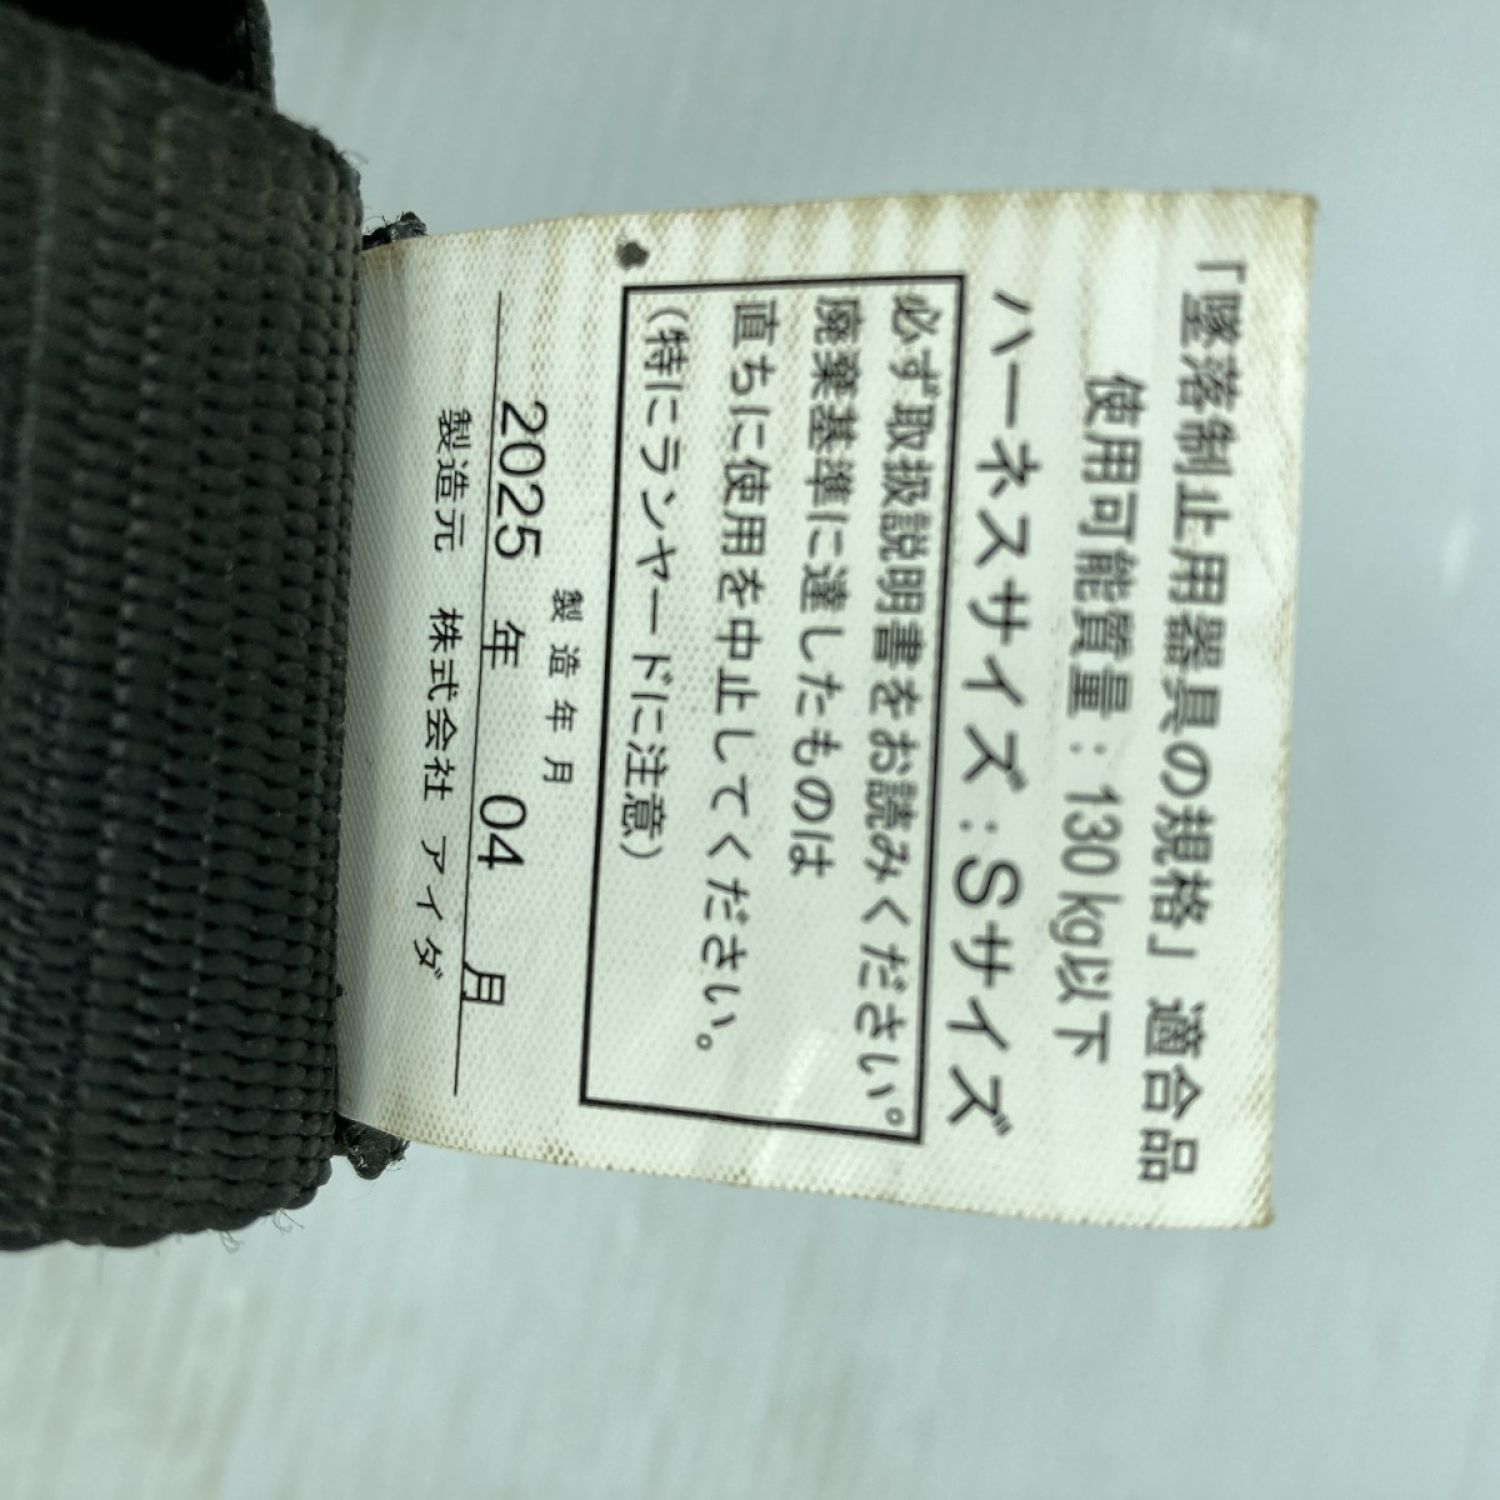 「墜落制止用器具の規格」適合品
使用可能質量：130kg以下
ハーネスサイズ：Sサイズ
必ず取扱説明書をお読みください。
廃棄基準に達したものは
直ちに使用を中止してください。
（特にランヤードに注意）
製造年月
2025 年 04 月
製造元 株式会社 アイダ